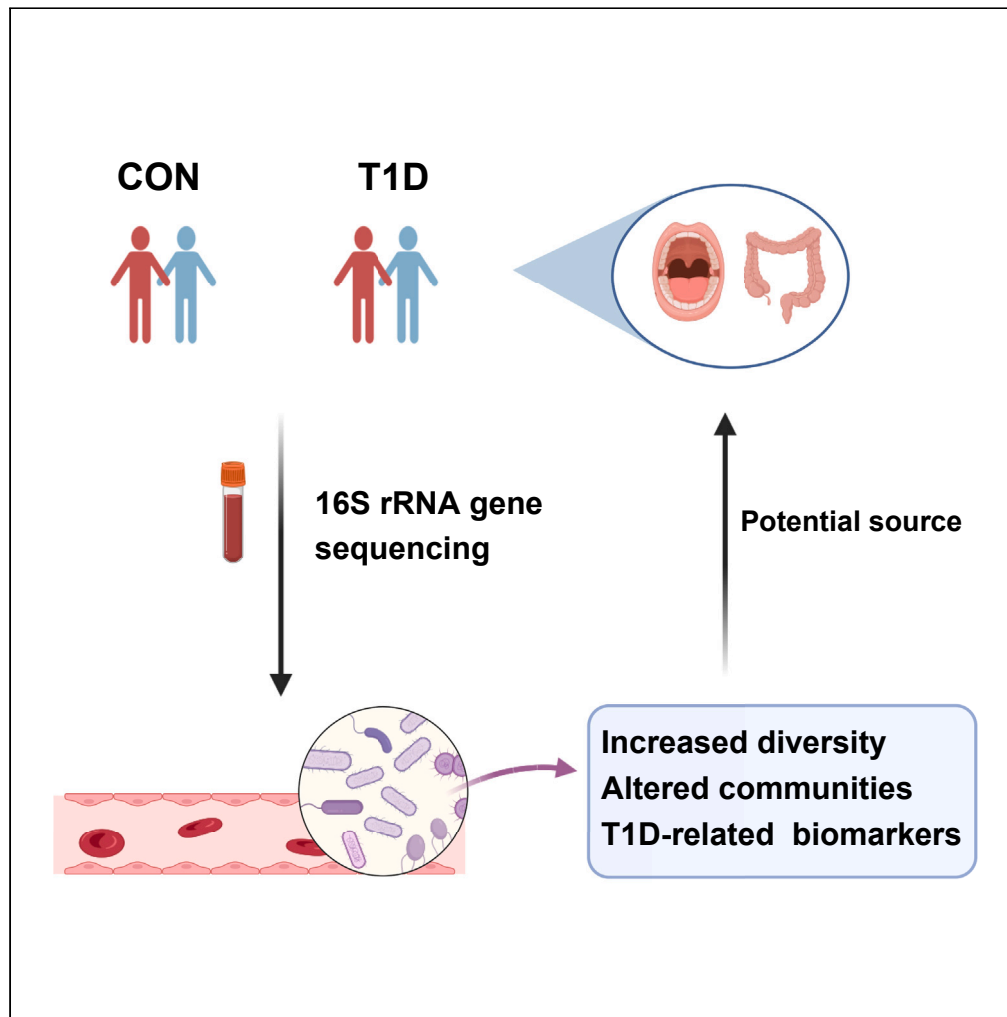 CON
T1D
16S rRNA gene
sequencing
Potential source
Increased diversity
Altered communities
T1D-related biomarkers